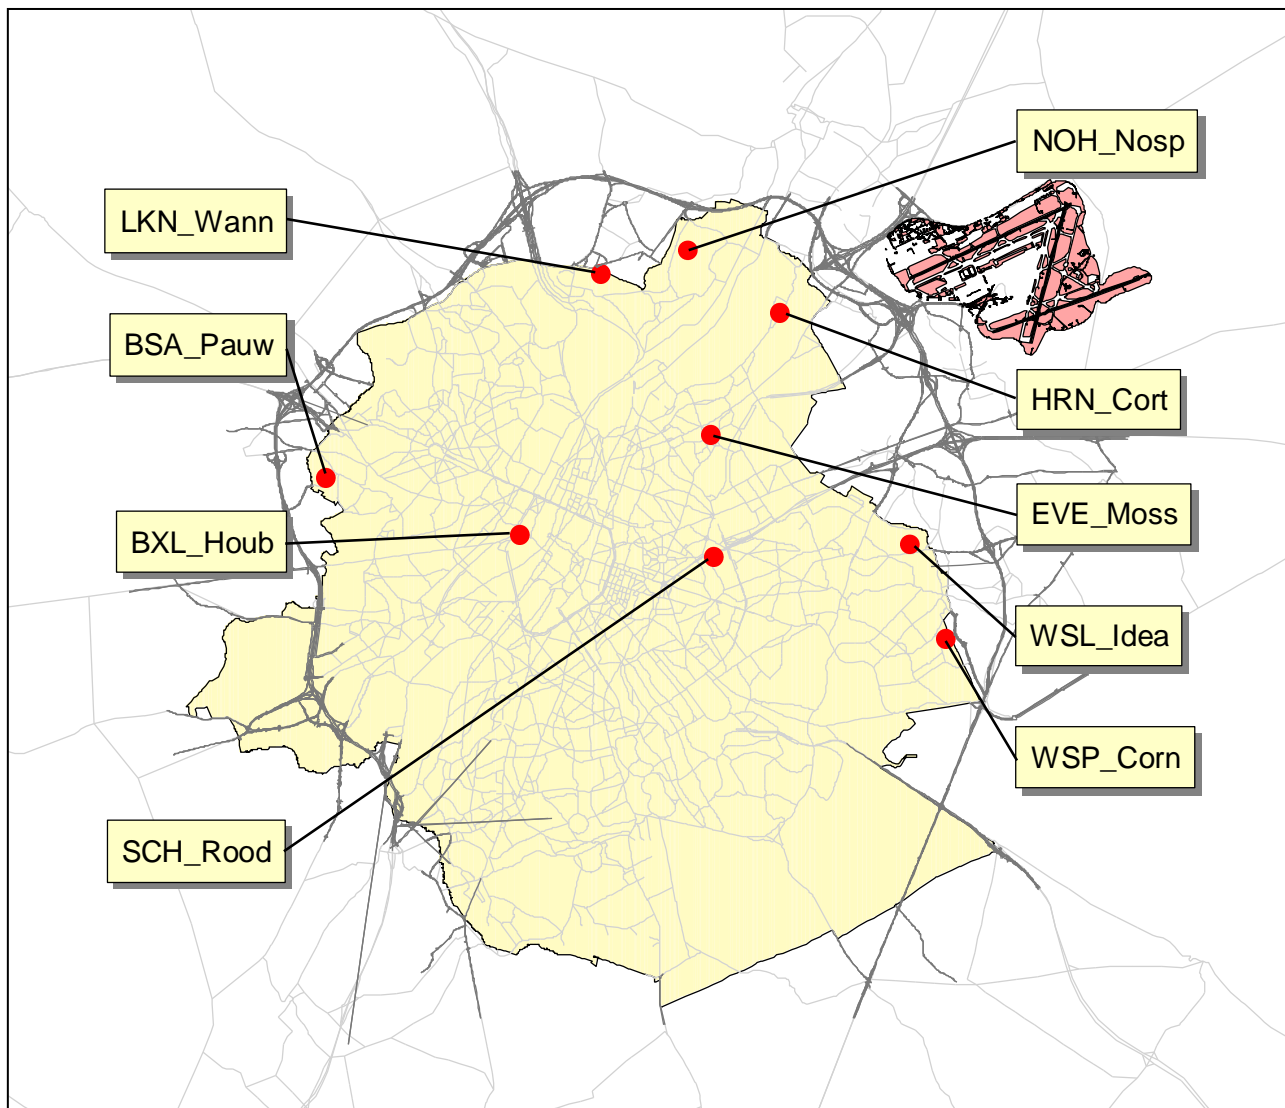 NOH_Nosp
LKN_Wann
BSA_Pauw
HRN_Cort
EVE_Moss
BXL_Houb
WSL_Idea
WSP_Corn
SCH_Rood